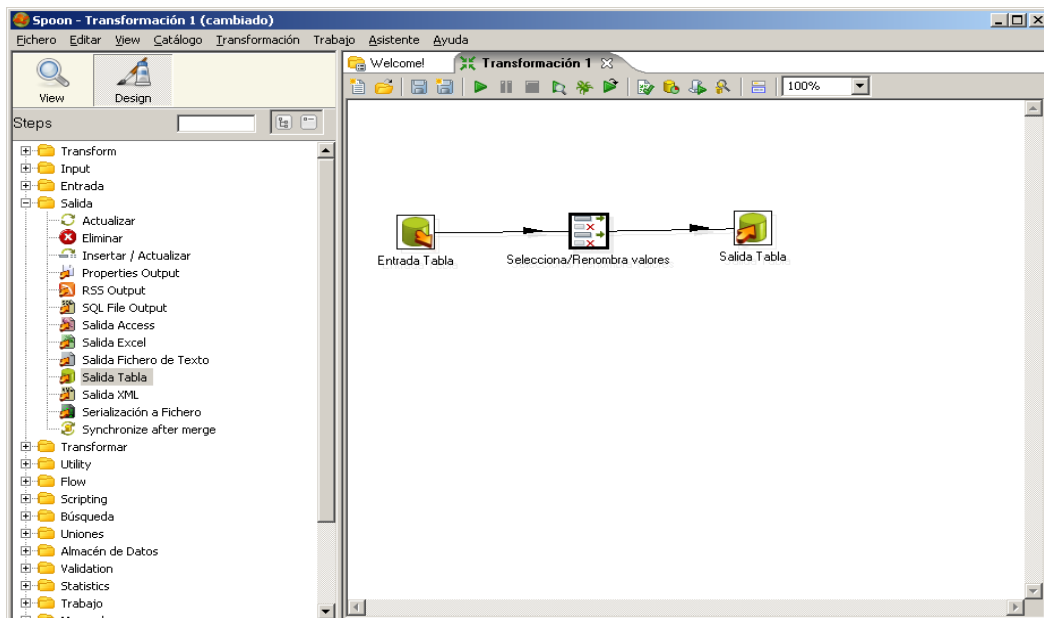 Spoon - Transformación 1 (cambiado)
Fichero Editar View Catálogo Transformación Trabajo Asistente Ayuda
View
Design
Steps
Transform
Input
Entrada
Salida
Actualizar
Eliminar
Insertar / Actualizar
Properties Output
RSS Output
SQL File Output
Salida Access
Salida Excel
Salida Fichero de Texto
Salida Tabla
Salida XML
Serialización a Fichero
Synchronize after merge
Transformar
Utility
Flow
Scripting
Búsqueda
Uniones
Almacén de Datos
Validation
Statistics
Trabajo
Welcome!
Transformación 1
100%
Entrada Tabla
Selecciona/Renombra valores
Salida Tabla